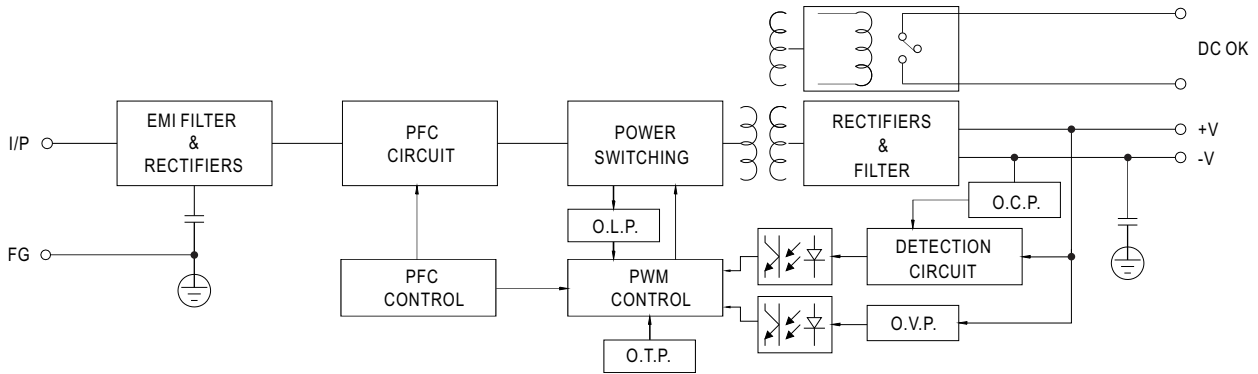 DC OK
I/P
EMI FILTER
&
RECTIFIERS
PFC
CIRCUIT
POWER
SWITCHING
RECTIFIERS
&
FILTER
+V
-V
O.C.P.
O.L.P.
FG
DETECTION
CIRCUIT
PFC
CONTROL
PWM
CONTROL
O.V.P.
O.T.P.